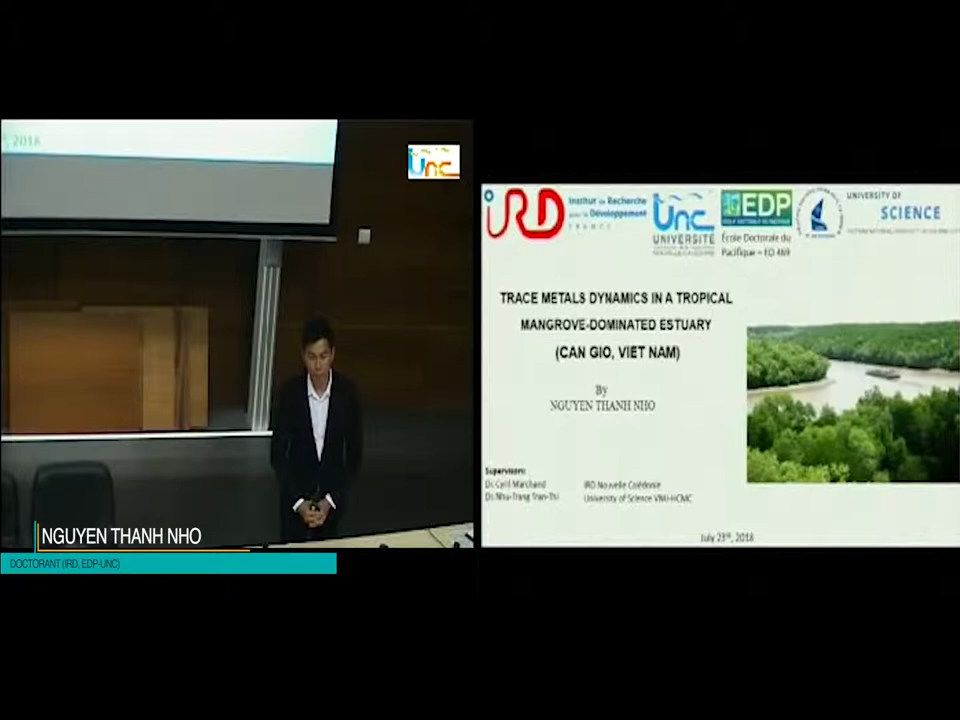 2018
Unc
NGUYEN THANH NHO
DOCTORANT (IRD, EDP-UNC)
IRD Institut de Recherche
pour le Développement
FRANCE
Unc
UNIVERSITÉ
EDP
École Doctorale du
Pacifique – ED 469
UNIVERSITY OF
SCIENCE
TRACE METALS DYNAMICS IN A TROPICAL
MANGROVE-DOMINATED ESTUARY
(CAN GIO, VIET NAM)
By
NGUYEN THANH NHO
Supervisors:
Dr. Cyril Marchand IRD Nouvelle Calédonie
Dr. Nhu-Trang Tran-Thi University of Science VNU-HCMC
July 23rd, 2018